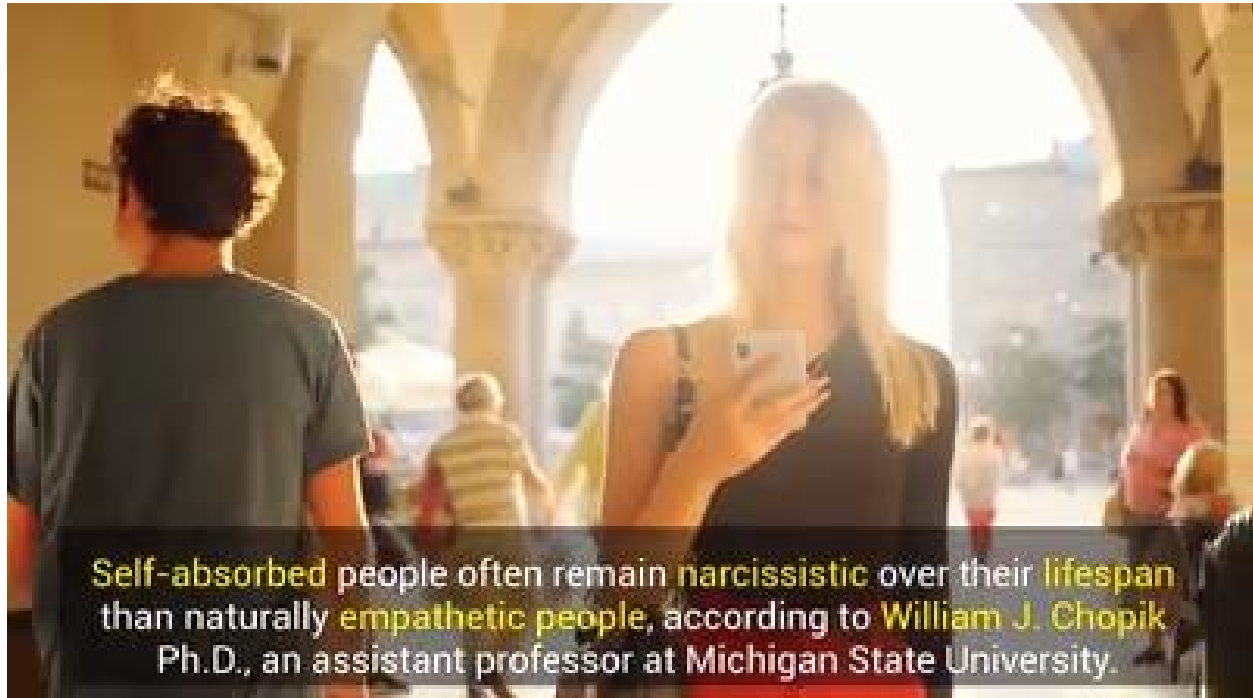 Self-absorbed people often remain narcissistic over their lifespan
than naturally empathetic people, according to William J. Chopik
Ph.D., an assistant professor at Michigan State University.